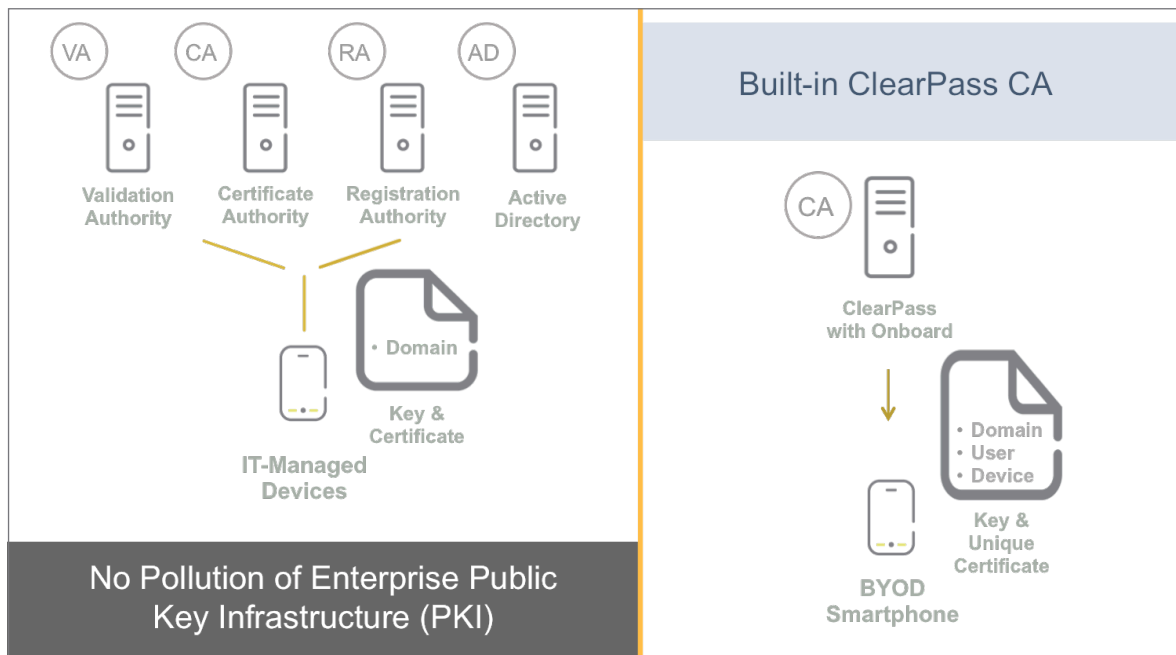 VA
CA
RA
AD
Validation
Authority
Certificate
Authority
Registration
Authority
Active
Directory
• Domain
Key &
Certificate
IT-Managed
Devices
No Pollution of Enterprise Public
Key Infrastructure (PKI)
Built-in ClearPass CA
CA
ClearPass
with Onboard
• Domain
• User
• Device
Key &
Unique
Certificate
BYOD
Smartphone